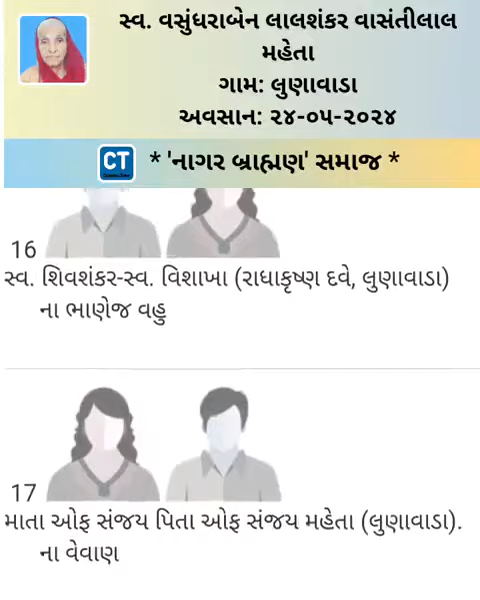 સ્વ. વસુંધરાબેન લાલશંકર વાસંતીલાલ
મહેતા
ગામ: લુણાવાડા
અવસાન: ૨૪-૦૫-૨૦૨૪
CT
* 'નાગર બ્રાહ્મણ' સમાજ *
16
સ્વ. શિવશંકર-સ્વ. વિશાખા (રાધાકૃષ્ણ દવે, લુણાવાડા)
ના ભાણેજ વહુ
17
માતા ઓફ સંજય પિતા ઓફ સંજય મહેતા (લુણાવાડા).
ના વેવાણ